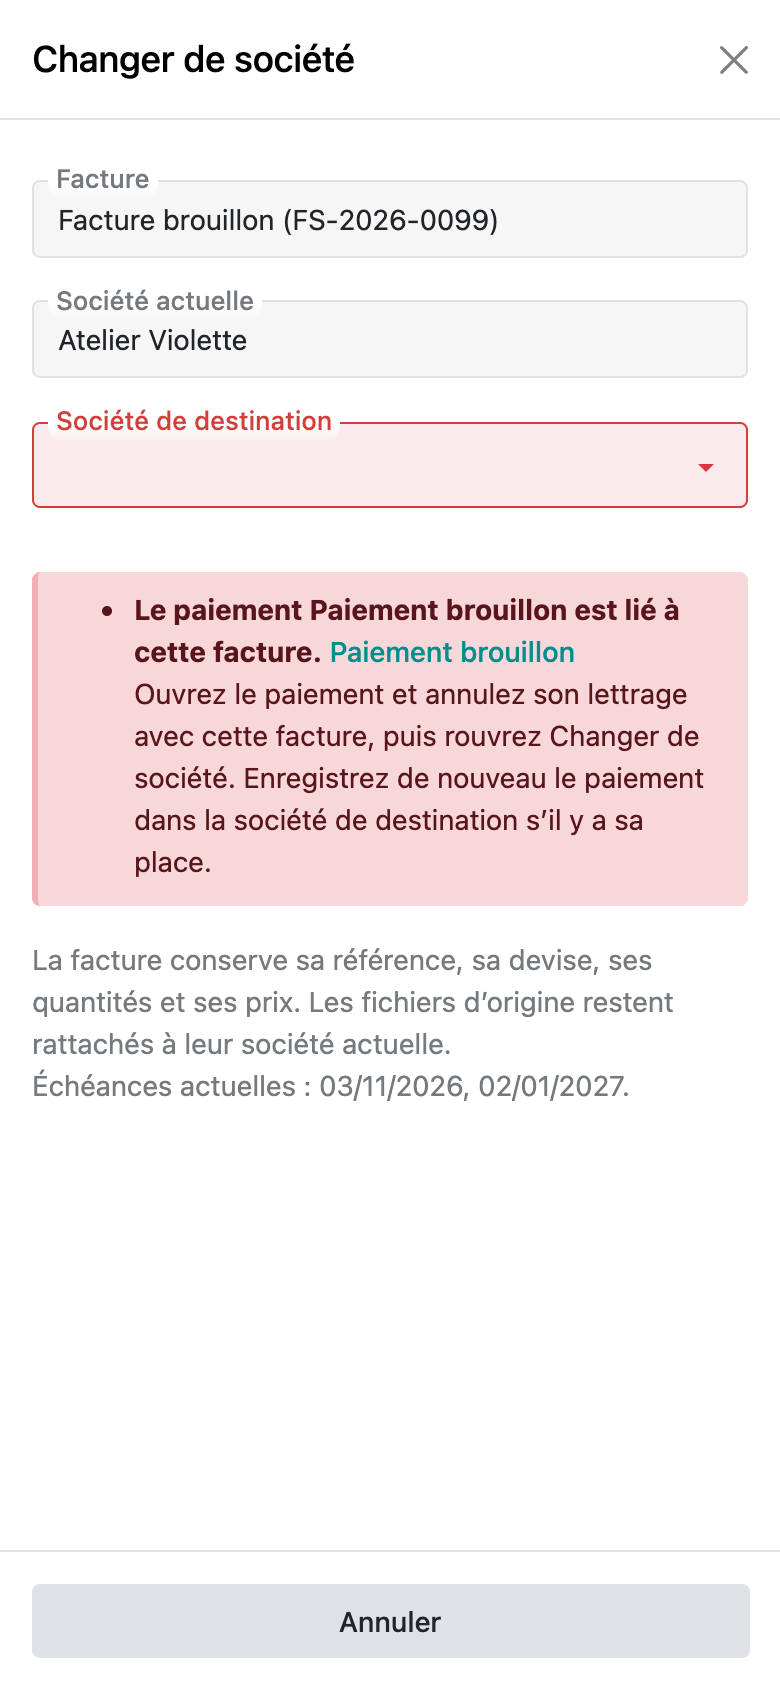 Changer de société
Facture
Facture brouillon (FS-2026-0099)
Société actuelle
Atelier Violette
Société de destination
• Le paiement Paiement brouillon est lié à
cette facture. Paiement brouillon
Ouvrez le paiement et annulez son lettrage
avec cette facture, puis rouvrez Changer de
société. Enregistrez de nouveau le paiement
dans la société de destination s’il y a sa
place.
La facture conserve sa référence, sa devise, ses
quantités et ses prix. Les fichiers d’origine restent
rattachés à leur société actuelle.
Échéances actuelles : 03/11/2026, 02/01/2027.
Annuler